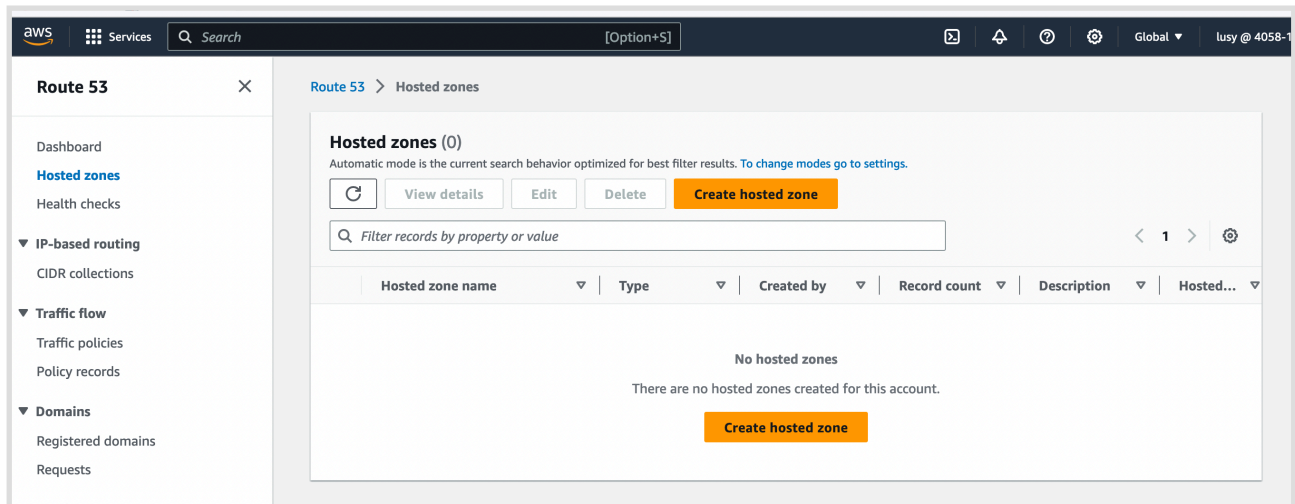 aws Services Search [Option+S] Global lusy @ 4058-1
Route 53
Dashboard
Hosted zones
Health checks
IP-based routing
CIDR collections
Traffic flow
Traffic policies
Policy records
Domains
Registered domains
Requests
Route 53 > Hosted zones
Hosted zones (0)
Automatic mode is the current search behavior optimized for best filter results. To change modes go to settings.
View details Edit Delete Create hosted zone
Filter records by property or value 1
Hosted zone name Type Created by Record count Description Hosted...
No hosted zones
There are no hosted zones created for this account.
Create hosted zone